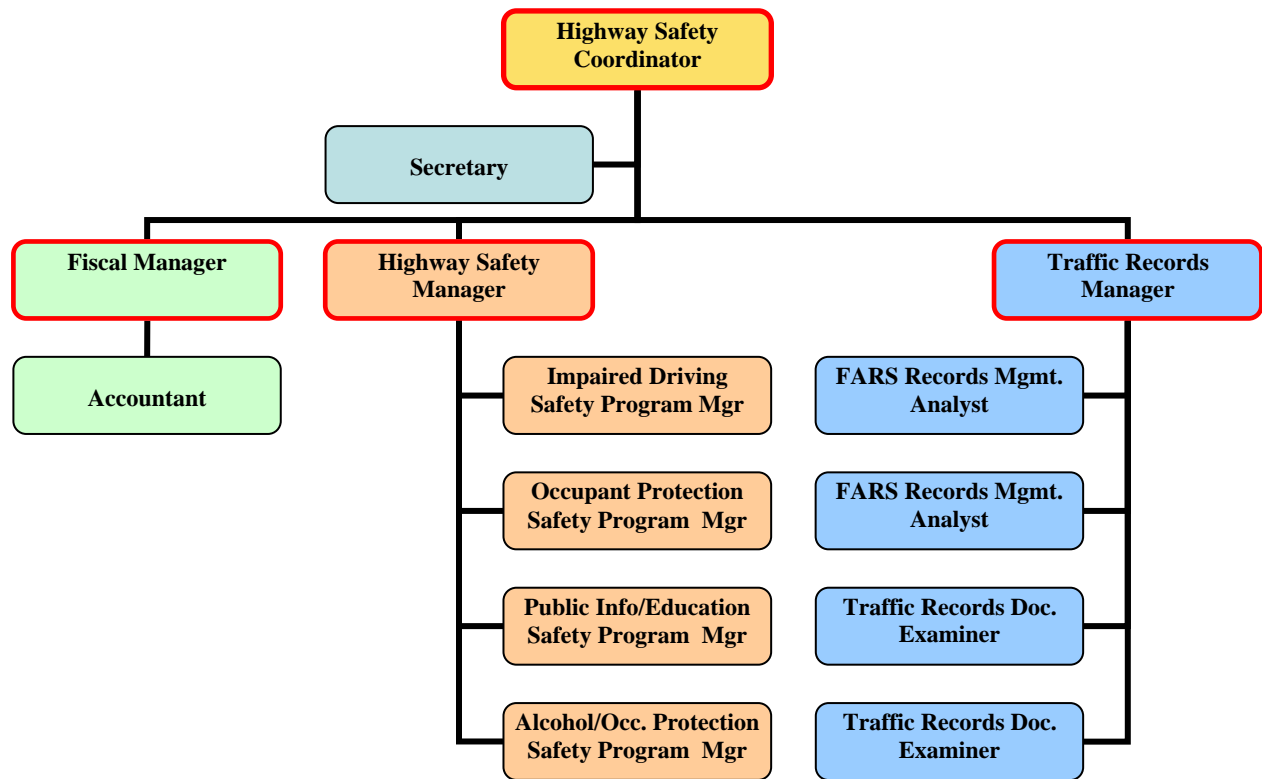 Highway Safety
Coordinator
Secretary
Fiscal Manager
Highway Safety
Manager
Traffic Records
Manager
Accountant
Impaired Driving
Safety Program Mgr
FARS Records Mgmt.
Analyst
Occupant Protection
Safety Program  Mgr
FARS Records Mgmt.
Analyst
Public Info/Education
Safety Program  Mgr
Traffic Records Doc.
Examiner
Alcohol/Occ. Protection
Safety Program  Mgr
Traffic Records Doc.
Examiner